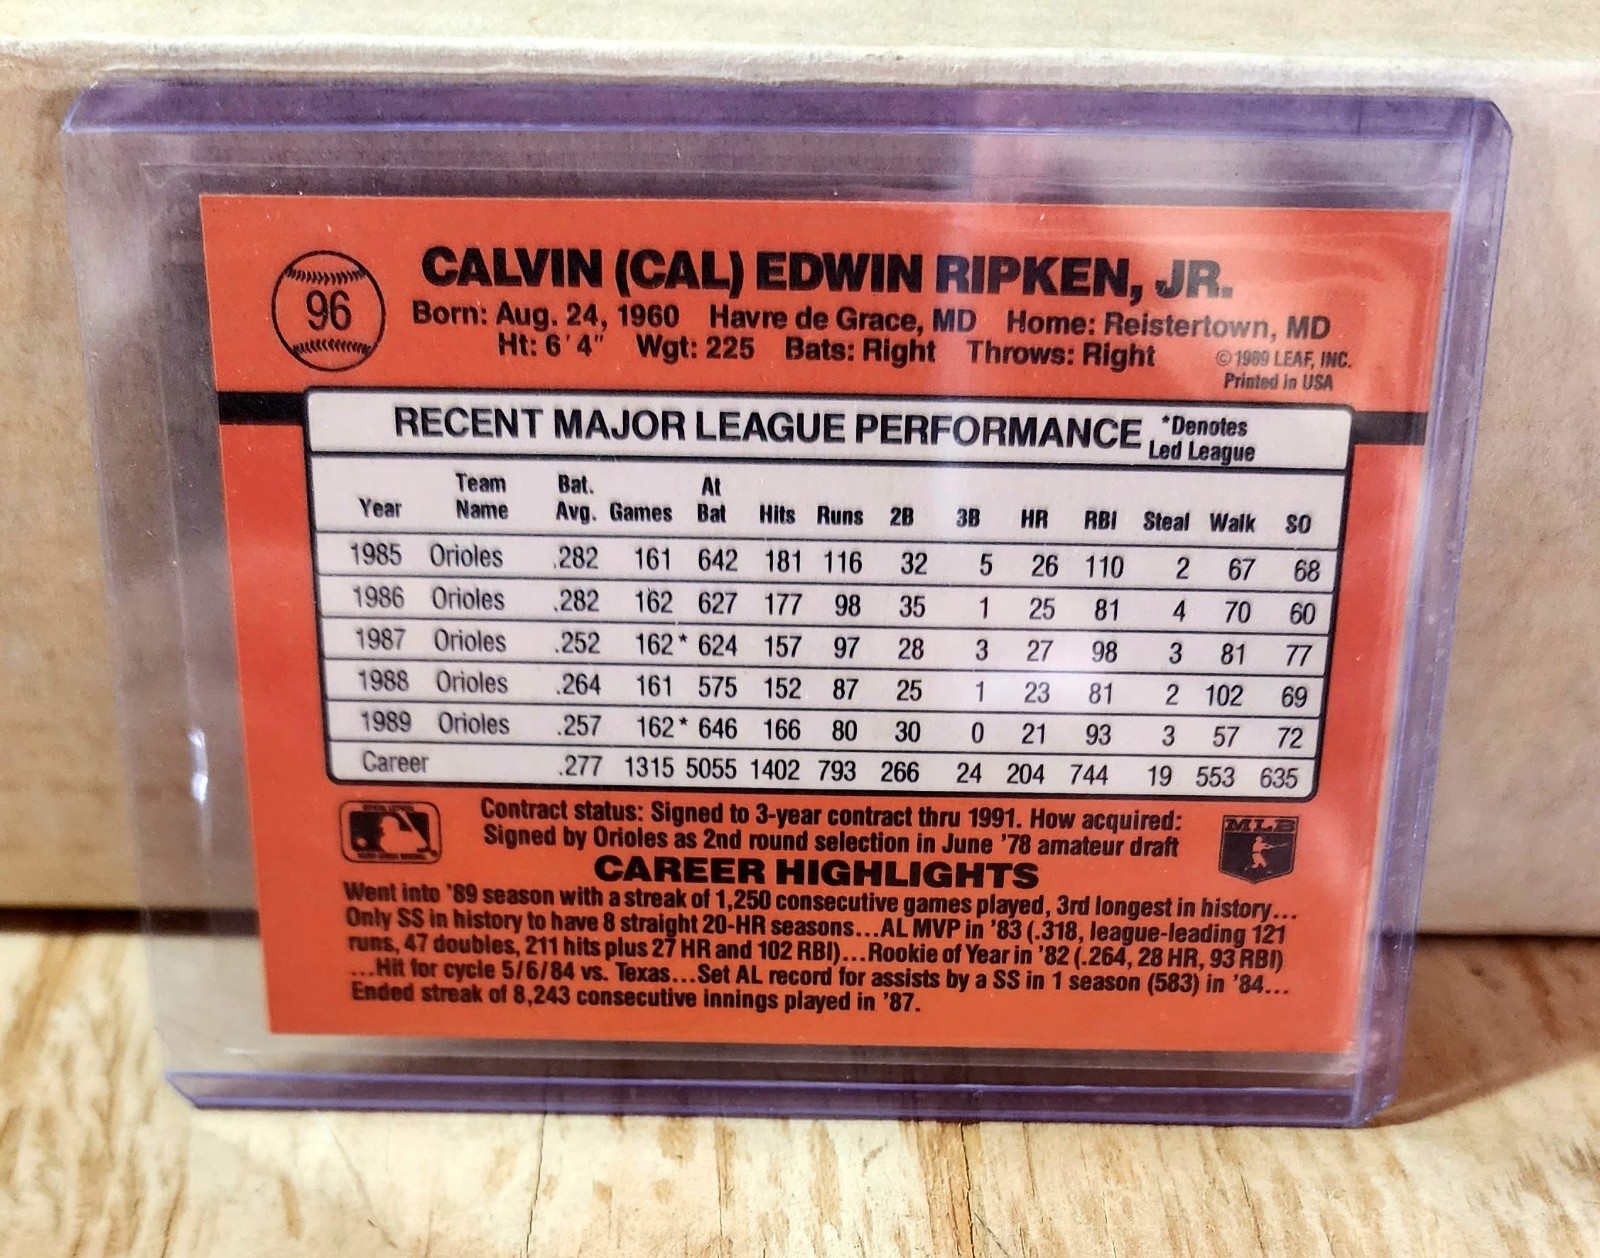 96
CALVIN (CAL) EDWIN RIPKEN, JR.
Born: Aug. 24, 1960 Havre de Grace, MD Home: Reistertown, MD
Ht: 6'4" Wgt: 225 Bats: Right Throws: Right
© 1989 LEAF, INC.
Printed in USA
RECENT MAJOR LEAGUE PERFORMANCE *Denotes
Led League
Year Team Name Bat. Avg. Games At Bat Hits Runs 2B 3B HR RBI Steal Walk SO
1985 Orioles .282 161 642 181 116 32 5 26 110 2 67 68
1986 Orioles .282 162 627 177 98 35 1 25 81 4 70 60
1987 Orioles .252 162* 624 157 97 28 3 27 98 3 81 77
1988 Orioles .264 161 575 152 87 25 1 23 81 2 102 69
1989 Orioles .257 162* 646 166 80 30 0 21 93 3 57 72
Career .277 1315 5055 1402 793 266 24 204 744 19 553 635
Contract status: Signed to 3-year contract thru 1991. How acquired:
Signed by Orioles as 2nd round selection in June '78 amateur draft
MLB
CAREER HIGHLIGHTS
Went into '89 season with a streak of 1,250 consecutive games played, 3rd longest in history...
Only SS in history to have 8 straight 20-HR seasons...AL MVP in '83 (.318, league-leading 121
runs, 47 doubles, 211 hits plus 27 HR and 102 RBI)...Rookie of Year in '82 (.264, 28 HR, 93 RBI)
...Hit for cycle 5/6/84 vs. Texas...Set AL record for assists by a SS in 1 season (583) in '84...
Ended streak of 8,243 consecutive innings played in '87.